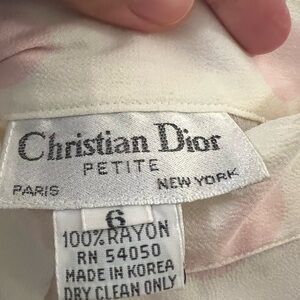 Christian Dior
PETITE
PARIS NEW YORK
6
100% RAYON
RN 54050
MADE IN KOREA
DRY CLEAN ONLY